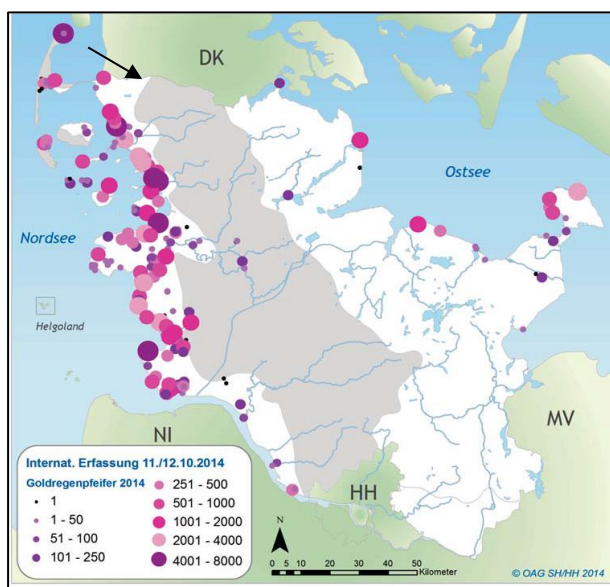 DK
Ostsee
Nordsee
Helgoland
MV
NI
HH
Internat. Erfassung 11./12.10.2014
Goldregenpfeifer 2014
1
1 - 50
51 - 100
101 - 250
251 - 500
501 - 1000
1001 - 2000
2001 - 4000
4001 - 8000
N
0 5 10 20 30 40 50
Kilometer
© OAG SH/HH 2014